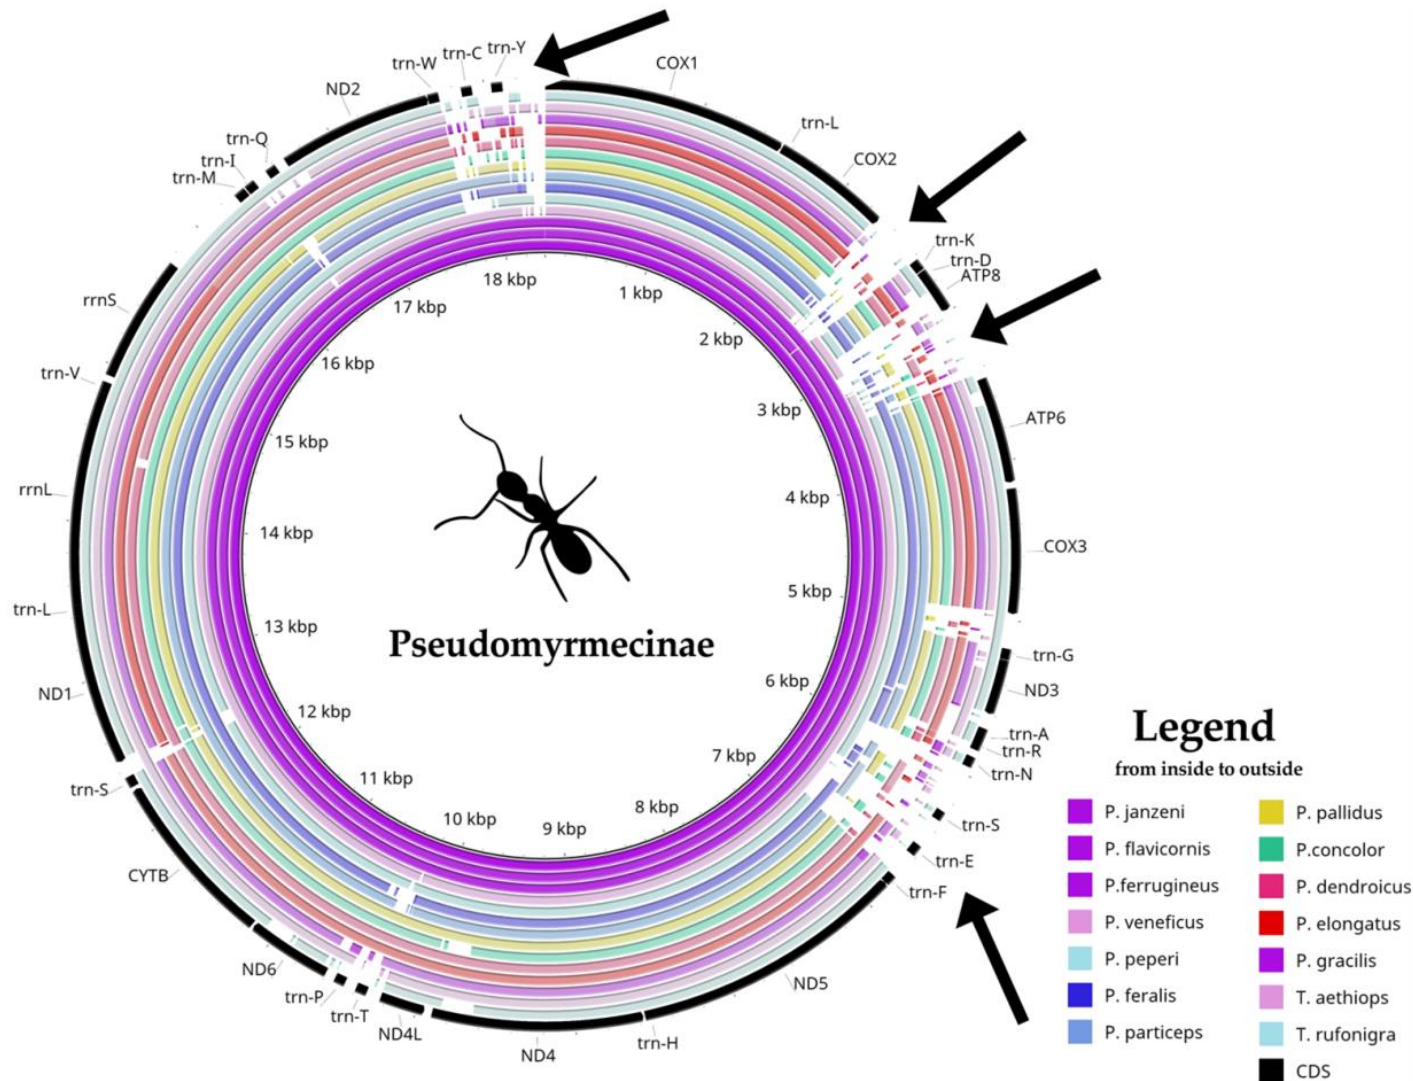 trn-Y
COX1
trn-L
COX2
trn-K
trn-D
ATP8
ATP6
COX3
trn-G
ND3
trn-A
trn-R
trn-N
trn-S
trn-E
trn-F
ND5
trn-H
ND4
ND4L
trn-T
trn-P
ND6
CYTB
trn-S
ND1
trn-L
rrnL
trn-V
rrnS
trn-M
trn-I
trn-Q
ND2
trn-W
trn-C
1 kbp
2 kbp
3 kbp
4 kbp
5 kbp
6 kbp
7 kbp
8 kbp
9 kbp
10 kbp
11 kbp
12 kbp
13 kbp
14 kbp
15 kbp
16 kbp
17 kbp
18 kbp
Pseudomyrmecinae
Legend
from inside to outside
P. janzeni
P. flavicornis
P.ferrugineus
P. veneficus
P. peperi
P. feralis
P. particeps
P. pallidus
P.concolor
P. dendroicus
P. elongatus
P. gracilis
T. aethiops
T. rufonigra
CDS